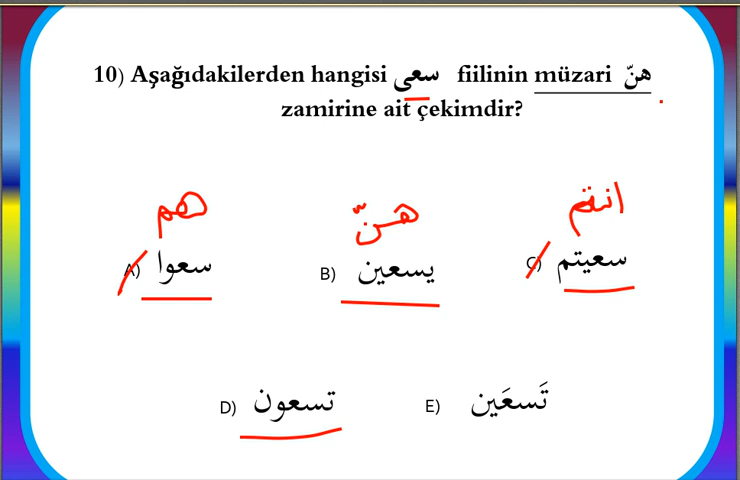 10) Aşağıdakilerden hangisi سعى fiilinin müzari هنّ
zamirine ait çekimdir?
هم هنّ انتم
A) سعوا B) يسعين C) سعيتم
D) تسعون E) تَسعَين